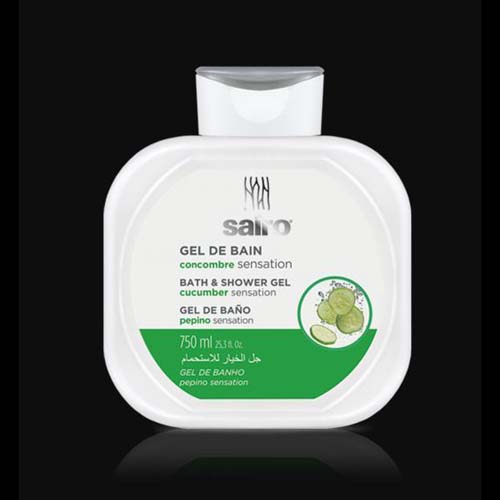 sairo®
GEL DE BAIN
concombre sensation
BATH & SHOWER GEL
cucumber sensation
GEL DE BAÑO
pepino sensation
750 ml 25,3 fl. Oz.
جل الخيار للاستحمام
GEL DE BANHO
pepino sensation